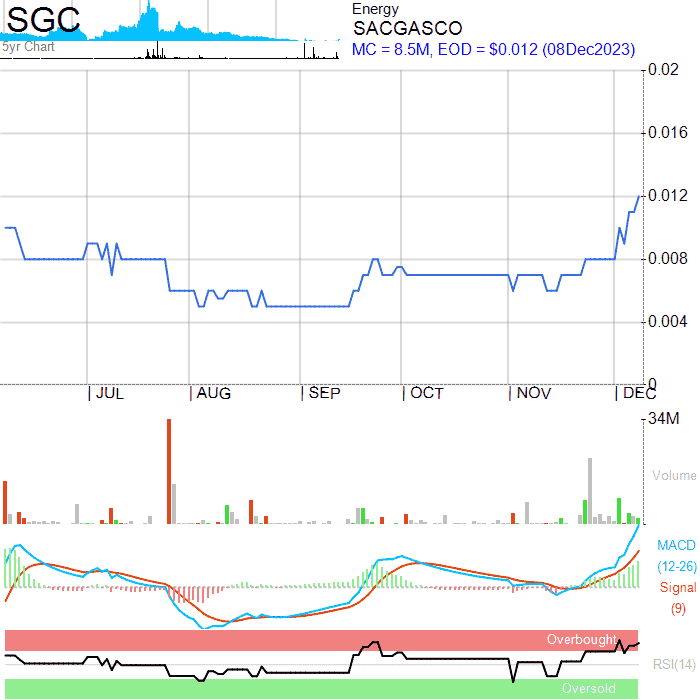 SGC
5yr Chart
Energy
SACGASCO
MC = 8.5M, EOD = $0.012 (08Dec2023)
0.02
0.016
0.012
0.008
0.004
0
JUL AUG SEP OCT NOV DEC
34M
Volume
MACD
(12-26)
Signal
(9)
Overbought
RSI(14)
Oversold